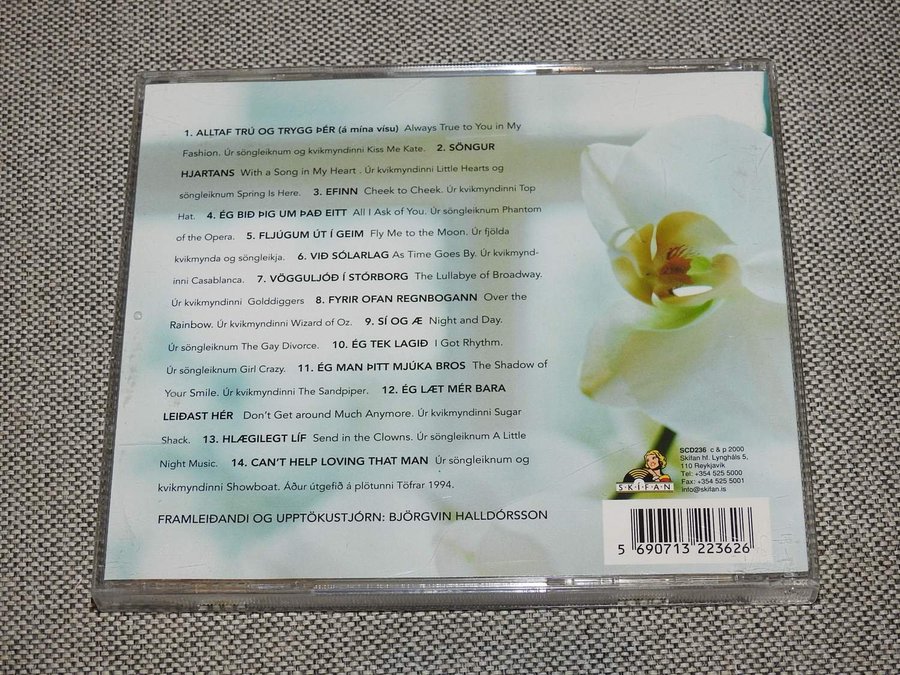 1. ALLTAF TRÚ OG TRYGG ÞÉR (á mína vísu) Always True to You in My
Fashion. Úr söngleiknum og kvikmyndinni Kiss Me Kate. 2. SÖNGUR
HJARTANS With a Song in My Heart . Úr kvikmyndinni Little Hearts og
söngleiknum Spring Is Here. 3. EFINN Cheek to Cheek. Úr kvikmyndinni Top
Hat. 4. ÉG BIÐ ÞIG UM ÞAÐ EITT All I Ask of You. Úr söngleiknum Phantom
of the Opera. 5. FLJÚGUM ÚT Í GEIM Fly Me to the Moon. Úr fjölda
kvikmynda og söngleikja. 6. VIÐ SÓLARLAG As Time Goes By. Úr kvikmynd-
inni Casablanca. 7. VÖGGULJÓÐ Í STÓRBORG The Lullabye of Broadway.
Úr kvikmyndinni Golddiggers 8. FYRIR OFAN REGNBOGANN Over the
Rainbow. Úr kvikmyndinni Wizard of Oz. 9. SÍ OG Æ Night and Day.
Úr söngleiknum The Gay Divorce. 10. ÉG TEK LAGIÐ I Got Rhythm.
Úr söngleiknum Girl Crazy. 11. ÉG MAN ÞITT MJÚKA BROS The Shadow of
Your Smile. Úr kvikmyndinni The Sandpiper. 12. ÉG LÆT MÉR BARA
LEIÐAST HÉR Don't Get around Much Anymore. Úr kvikmyndinni Sugar
Shack. 13. HLÆGILEGT LÍF Send in the Clowns. Úr söngleiknum A Little
Night Music. 14. CAN'T HELP LOVING THAT MAN Úr söngleiknum og
kvikmyndinni Showboat. Áður útgefið á plötunni Töfrar 1994.
FRAMLEIÐANDI OG UPPTÖKUSTJÓRN: BJÖRGVIN HALLDÓRSSON
SKÍFAN
SCD236 c & p 2000
Skífan hf. Lyngháls 5.
110 Reykjavík
Tel: +354 525 5000
Fax: +354 525 5001
info@skifan.is
5 690713 223626